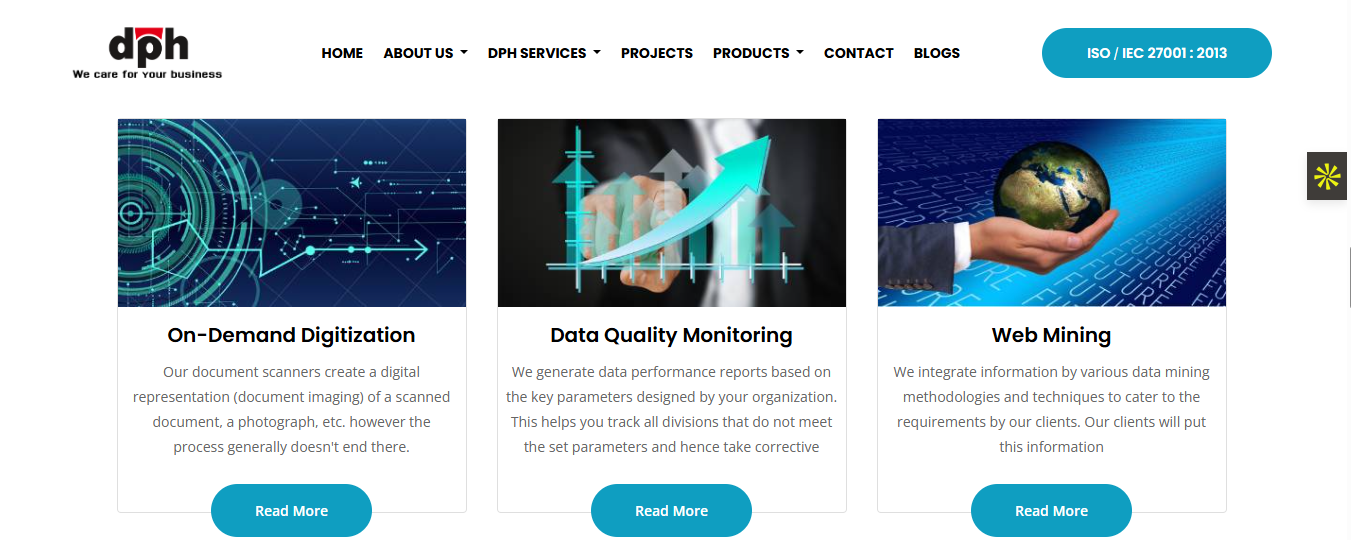 dph
We care for your business
HOME ABOUT US DPH SERVICES PROJECTS PRODUCTS CONTACT BLOGS
ISO / IEC 27001 : 2013
FUTURE
On-Demand Digitization
Our document scanners create a digital
representation (document imaging) of a scanned
document, a photograph, etc. however the
process generally doesn't end there.
Read More
Data Quality Monitoring
We generate data performance reports based on
the key parameters designed by your organization.
This helps you track all divisions that do not meet
the set parameters and hence take corrective
Read More
Web Mining
We integrate information by various data mining
methodologies and techniques to cater to the
requirements by our clients. Our clients will put
this information
Read More